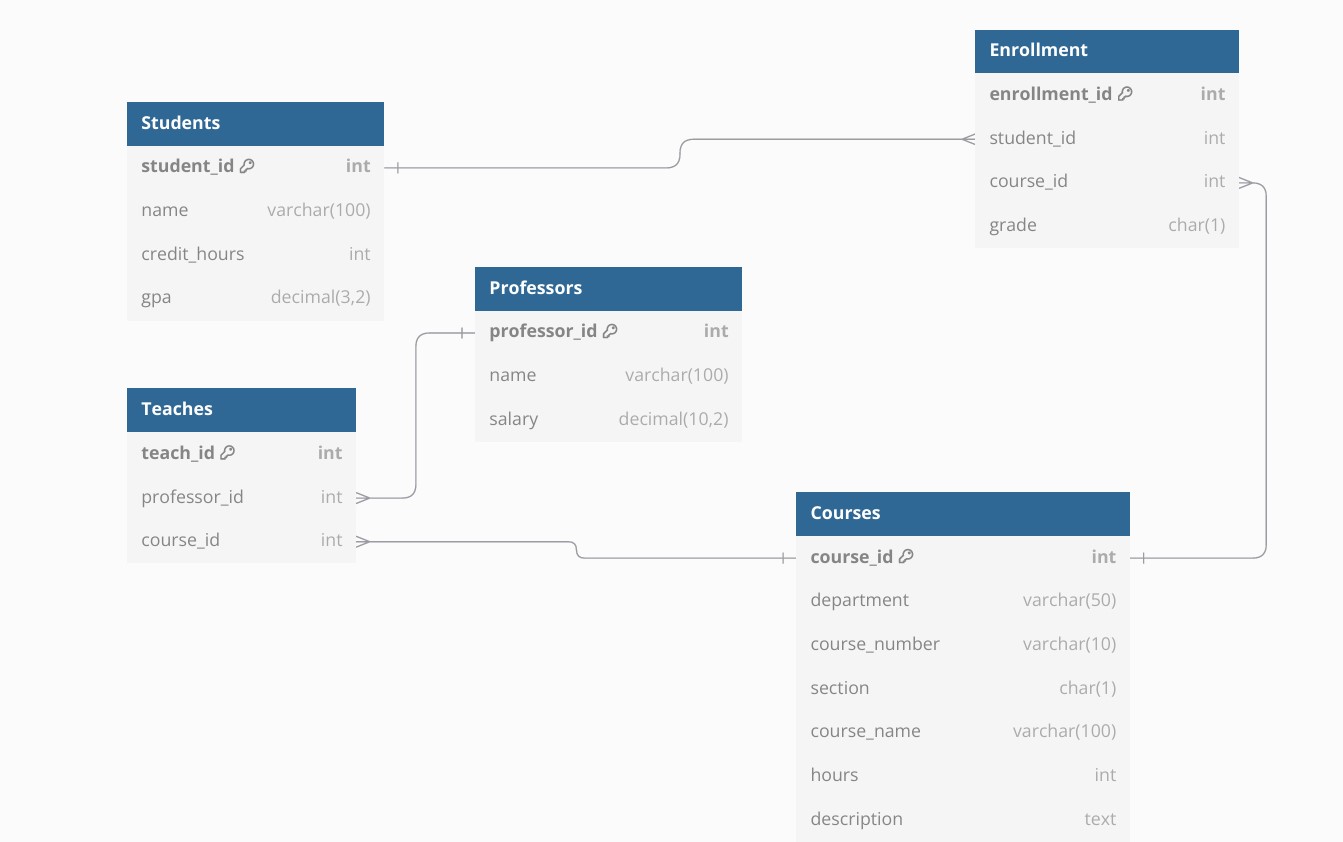 Students
student_id int
name varchar(100)
credit_hours int
gpa decimal(3,2)
Enrollment
enrollment_id int
student_id int
course_id int
grade char(1)
Professors
professor_id int
name varchar(100)
salary decimal(10,2)
Teaches
teach_id int
professor_id int
course_id int
Courses
course_id int
department varchar(50)
course_number varchar(10)
section char(1)
course_name varchar(100)
hours int
description text